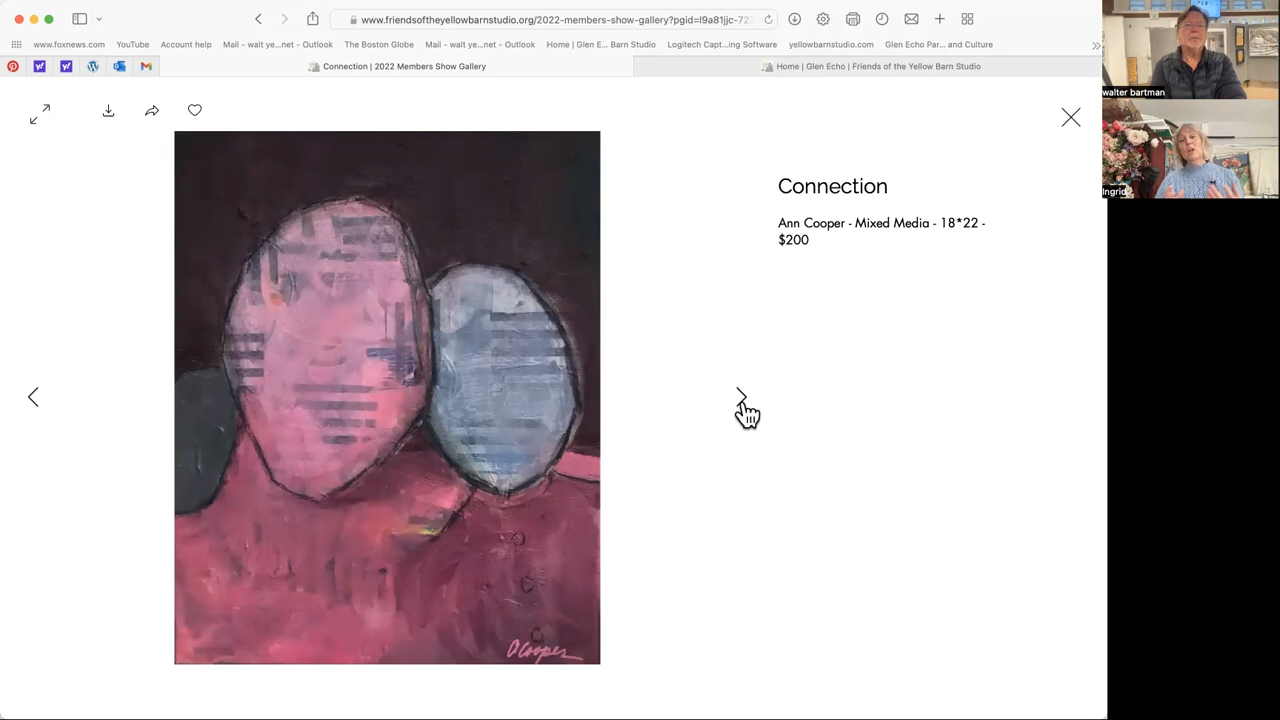 www.friendsoftheyellowbarnstudio.org/2022-members-show-gallery?pgid=l9a81jjc-72
www.foxnews.com YouTube Account help Mail - walt ye...net - Outlook The Boston Globe Mail - walt ye...net - Outlook Home | Glen E... Barn Studio Logitech Capt...ing Software yellowbarnstudio.com Glen Echo Par... and Culture
Connection | 2022 Members Show Gallery
Home | Glen Echo | Friends of the Yellow Barn Studio
walter bartman
Ingrid
Connection
Ann Cooper - Mixed Media - 18*22 -
$200
ACooper